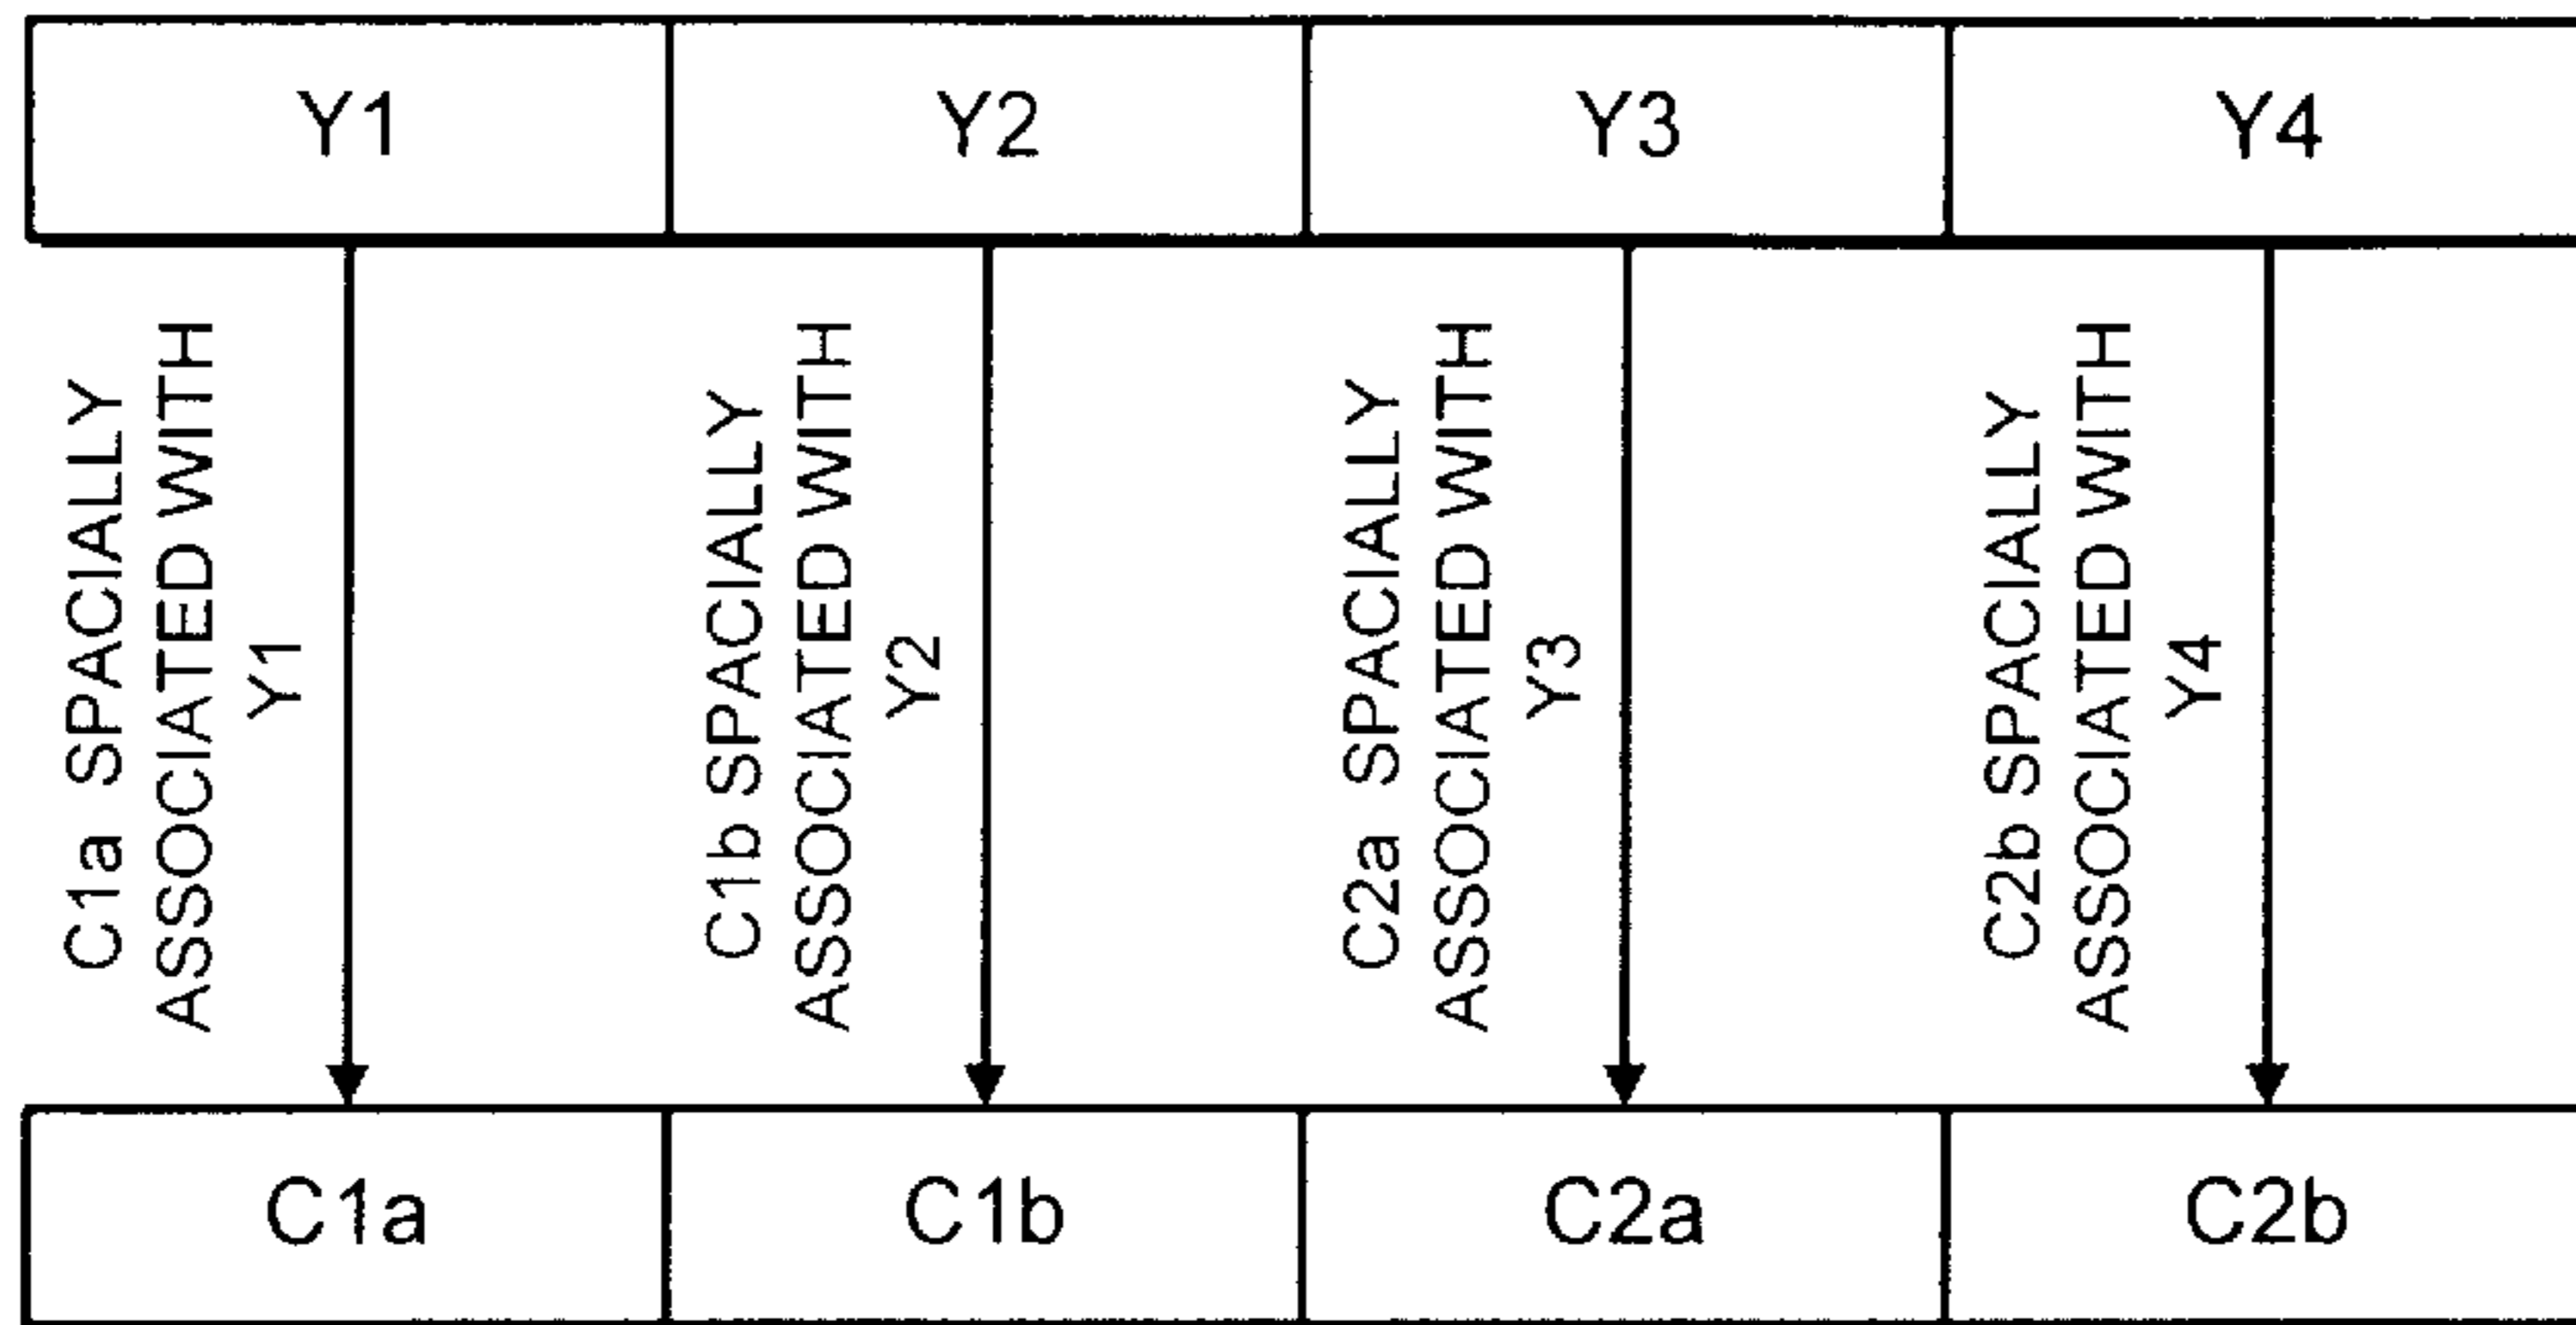 Y1
Y2
Y3
Y4
C1a SPACIALLY
ASSOCIATED WITH
Y1
C1b SPACIALLY
ASSOCIATED WITH
Y2
C2a SPACIALLY
ASSOCIATED WITH
Y3
C2b SPACIALLY
ASSOCIATED WITH
Y4
C1a
C1b
C2a
C2b